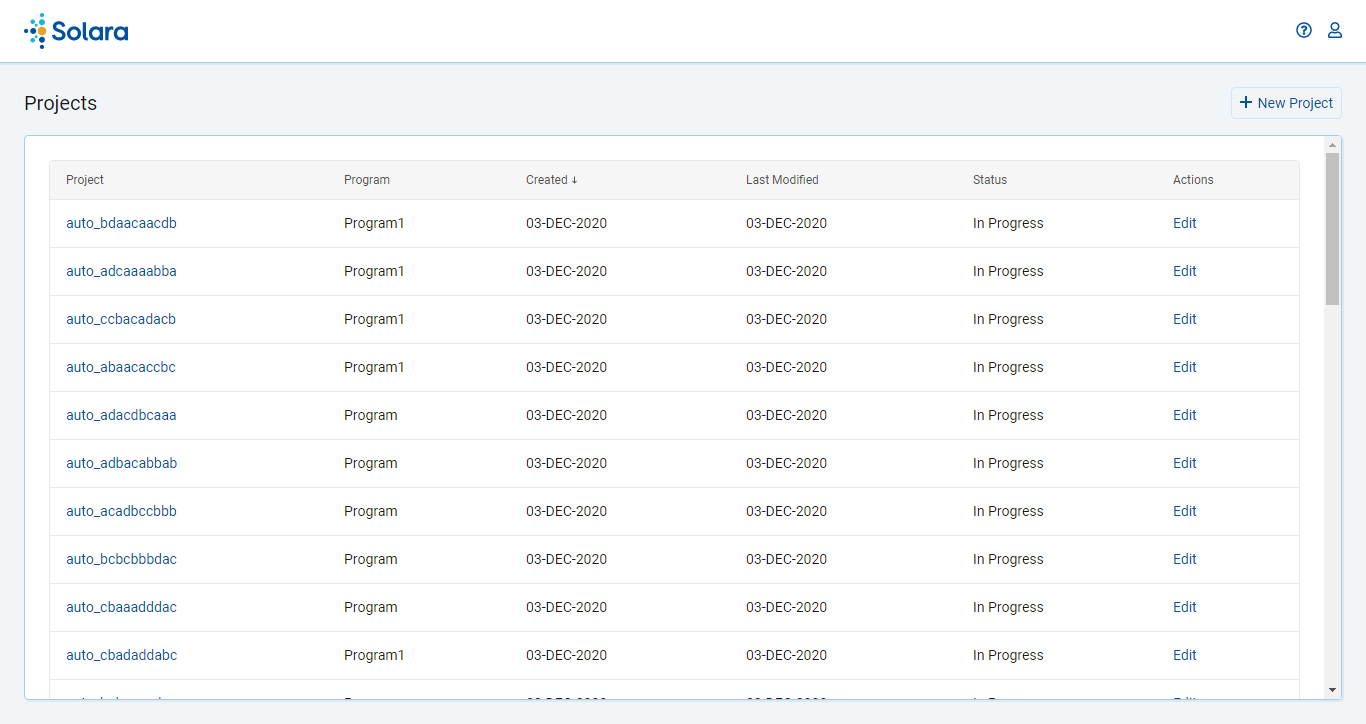 Solara
Projects
New Project
Project Program Created ↓ Last Modified Status Actions
auto_bdaacaacdb Program1 03-DEC-2020 03-DEC-2020 In Progress Edit
auto_adcaaaabba Program1 03-DEC-2020 03-DEC-2020 In Progress Edit
auto_ccbacadacb Program1 03-DEC-2020 03-DEC-2020 In Progress Edit
auto_abaacaccbc Program1 03-DEC-2020 03-DEC-2020 In Progress Edit
auto_adacdbcaaa Program 03-DEC-2020 03-DEC-2020 In Progress Edit
auto_adbacabbab Program 03-DEC-2020 03-DEC-2020 In Progress Edit
auto_acadbccbbb Program 03-DEC-2020 03-DEC-2020 In Progress Edit
auto_bcbcbbbdac Program 03-DEC-2020 03-DEC-2020 In Progress Edit
auto_cbaaadddac Program 03-DEC-2020 03-DEC-2020 In Progress Edit
auto_cbadaddabc Program1 03-DEC-2020 03-DEC-2020 In Progress Edit